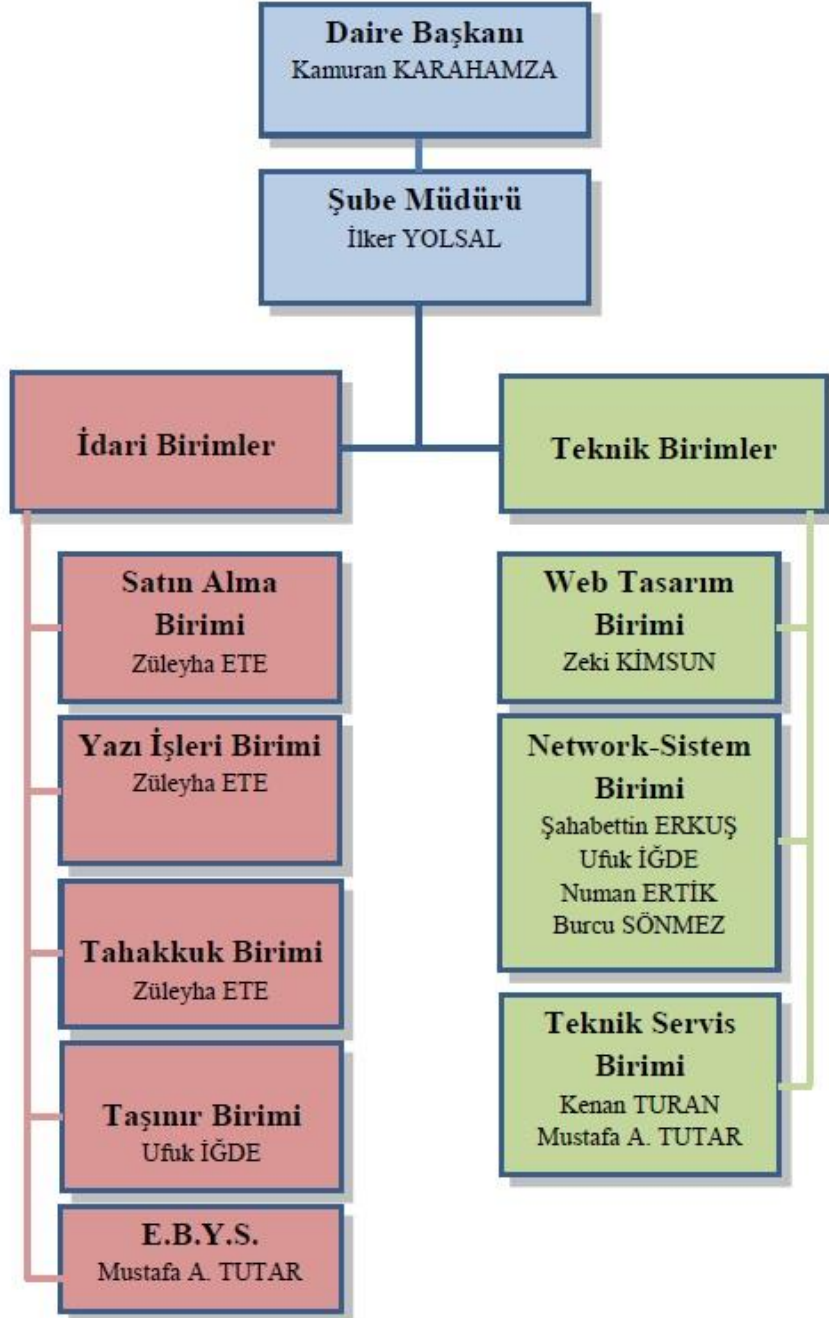 Daire Başkanı
Kamuran KARAHAMZA
Şube Müdürü
İlker YOLSAL
İdari Birimler
Satın Alma
Birimi
Züleyha ETE
Yazı İşleri Birimi
Züleyha ETE
Tahakkuk Birimi
Züleyha ETE
Taşınır Birimi
Ufuk İĞDE
E.B.Y.S.
Mustafa A. TUTAR
Teknik Birimler
Web Tasarım
Birimi
Zeki KİMSUN
Network-Sistem
Birimi
Şahabettin ERKUŞ
Ufuk İĞDE
Numan ERTİK
Burcu SÖNMEZ
Teknik Servis
Birimi
Kenan TURAN
Mustafa A. TUTAR